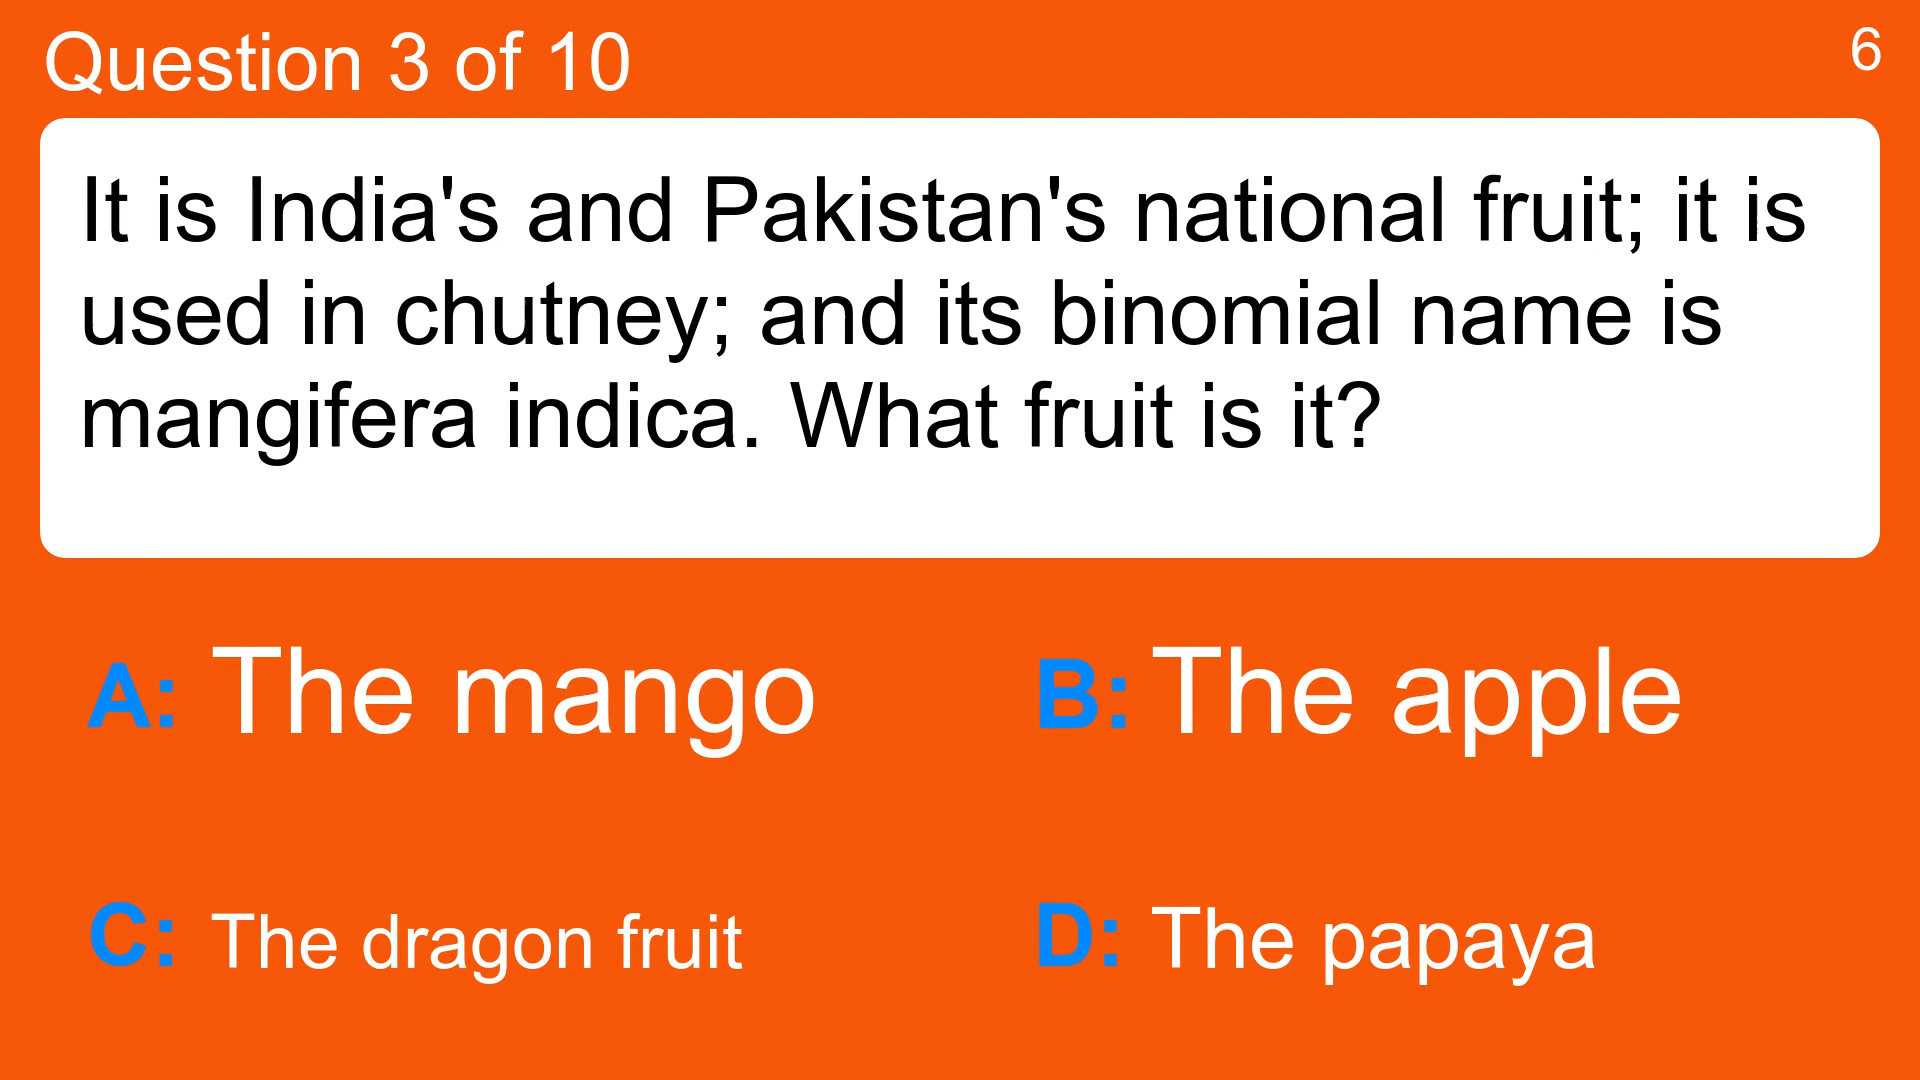 Question 3 of 10
6
It is India's and Pakistan's national fruit; it is
used in chutney; and its binomial name is
mangifera indica. What fruit is it?
A: The mango
B: The apple
C: The dragon fruit
D: The papaya